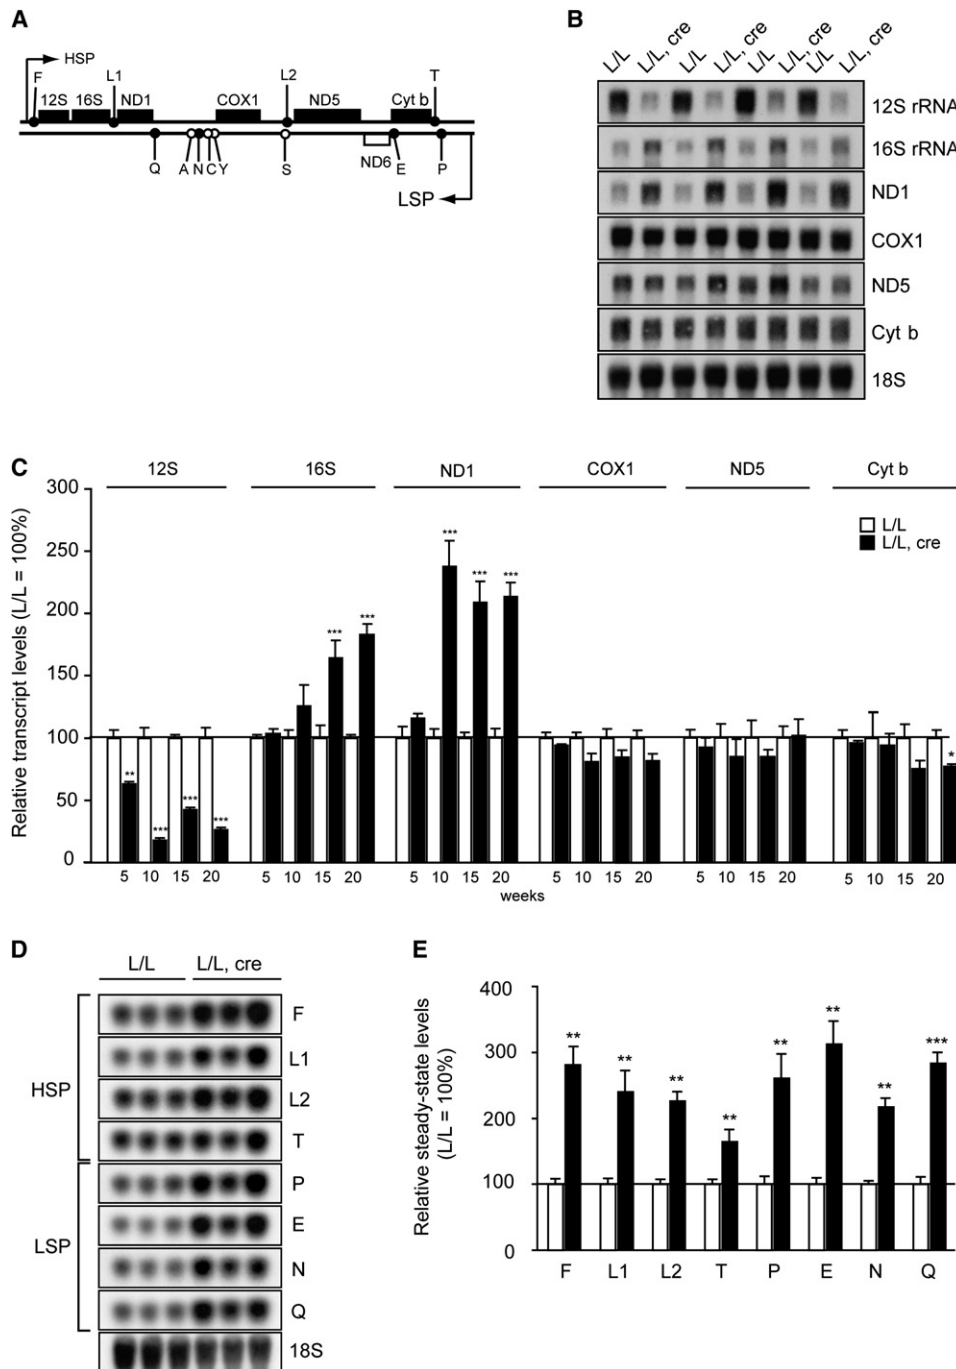 A
HSP
F
L1
L2
T
12S 16S ND1 COX1 ND5 Cyt b
Q A N C Y S ND6 E P
LSP
B
L/L L/L, cre L/L L/L, cre L/L L/L, cre L/L L/L, cre
12S rRNA
16S rRNA
ND1
COX1
ND5
Cyt b
18S
C
12S 16S ND1 COX1 ND5 Cyt b
Relative transcript levels (L/L = 100%)
300
250
200
150
100
50
0
L/L
L/L, cre
** *** *** ***
*** ***
*** *** ***
*
5 10 15 20 5 10 15 20 5 10 15 20 5 10 15 20 5 10 15 20 5 10 15 20
weeks
D
L/L L/L, cre
HSP
F
L1
L2
T
LSP
P
E
N
Q
18S
E
Relative steady-state levels
(L/L = 100%)
400
300
200
100
0
** ** ** ** ** ** ** ***
F L1 L2 T P E N Q